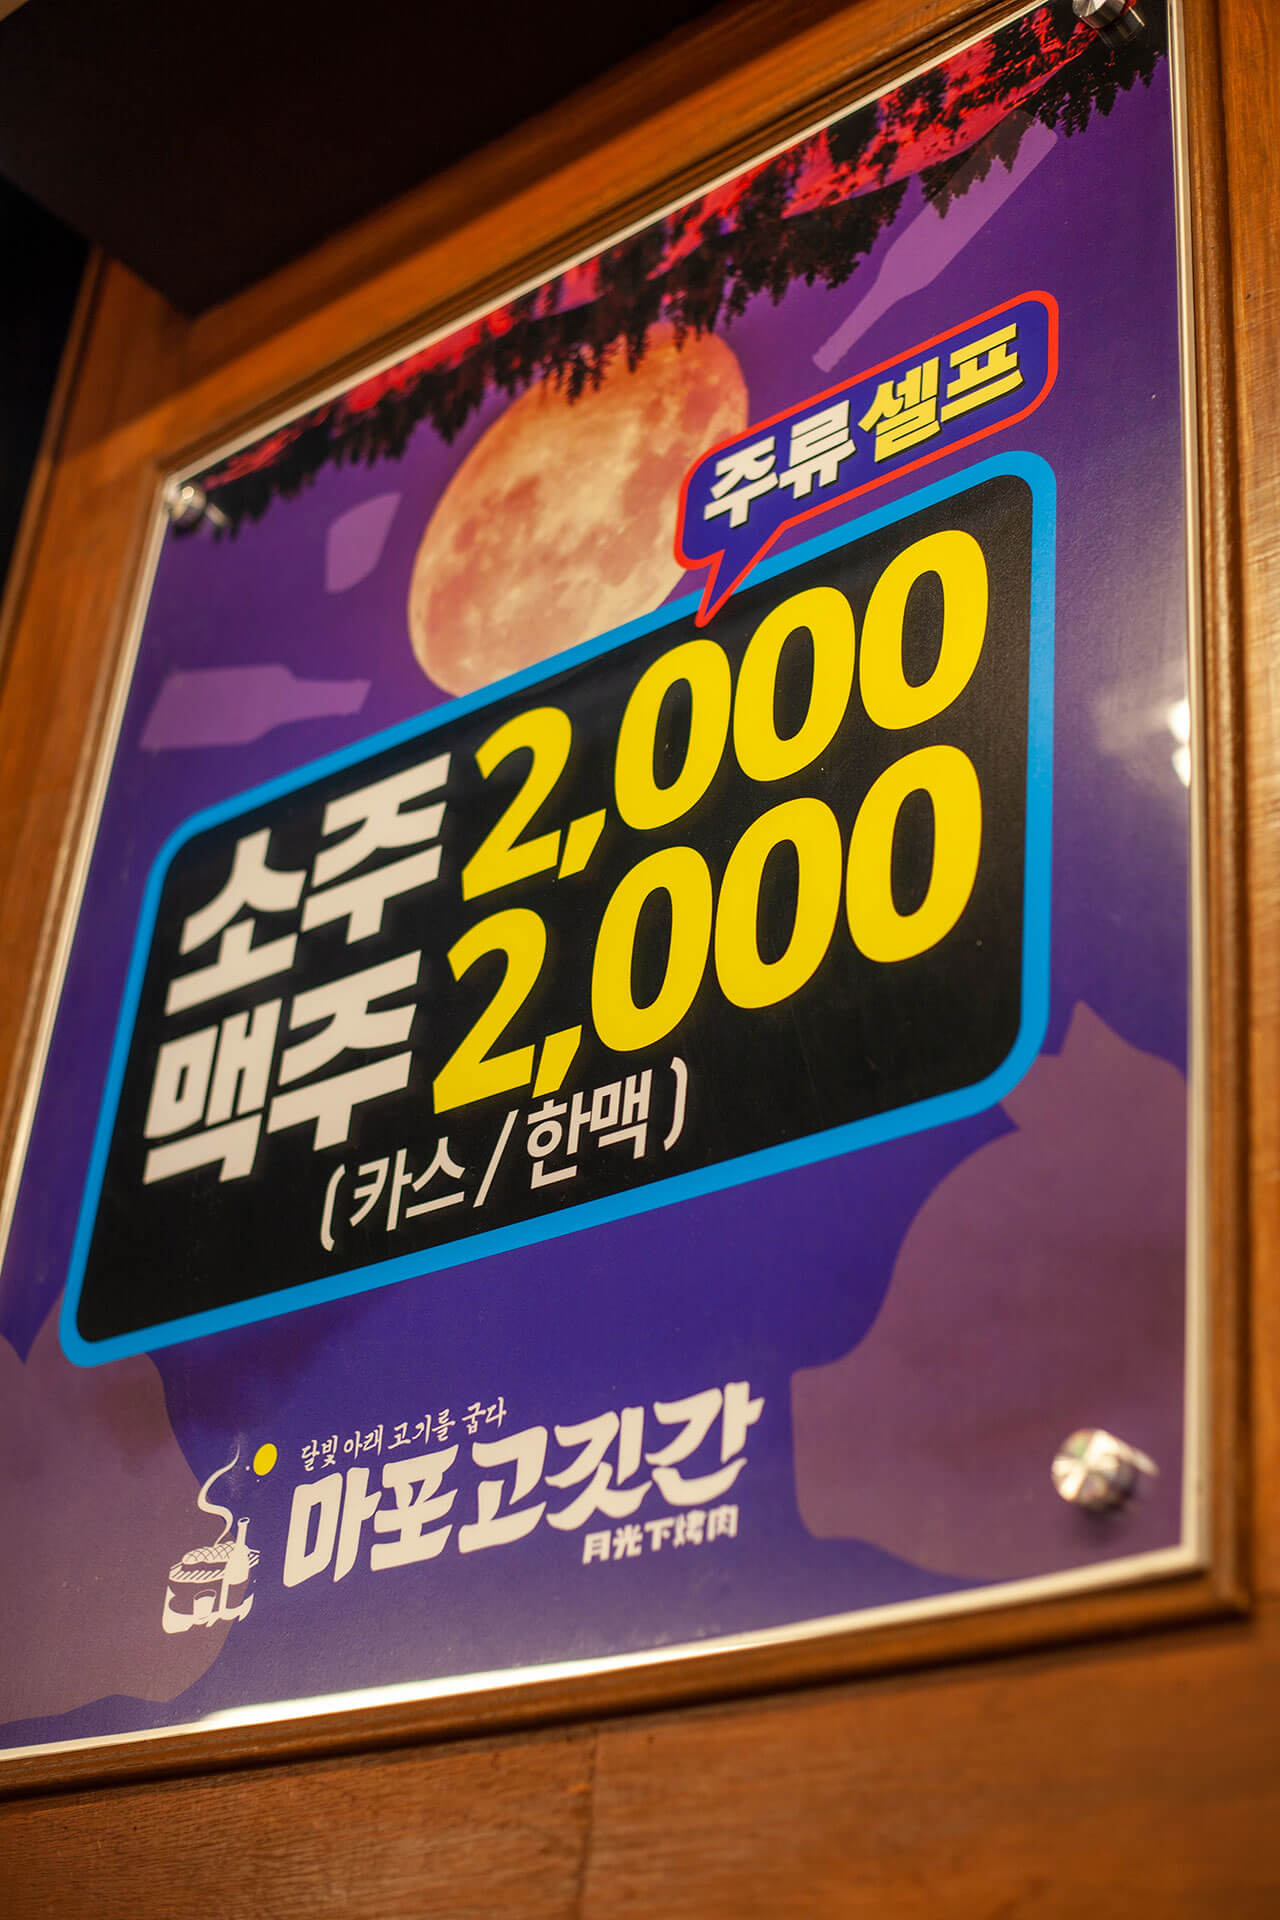 주류 셀프
소주 2,000
맥주 2,000
(카스/한맥)
달빛 아래 고기를 굽다
마포고깃간
月光下烤肉